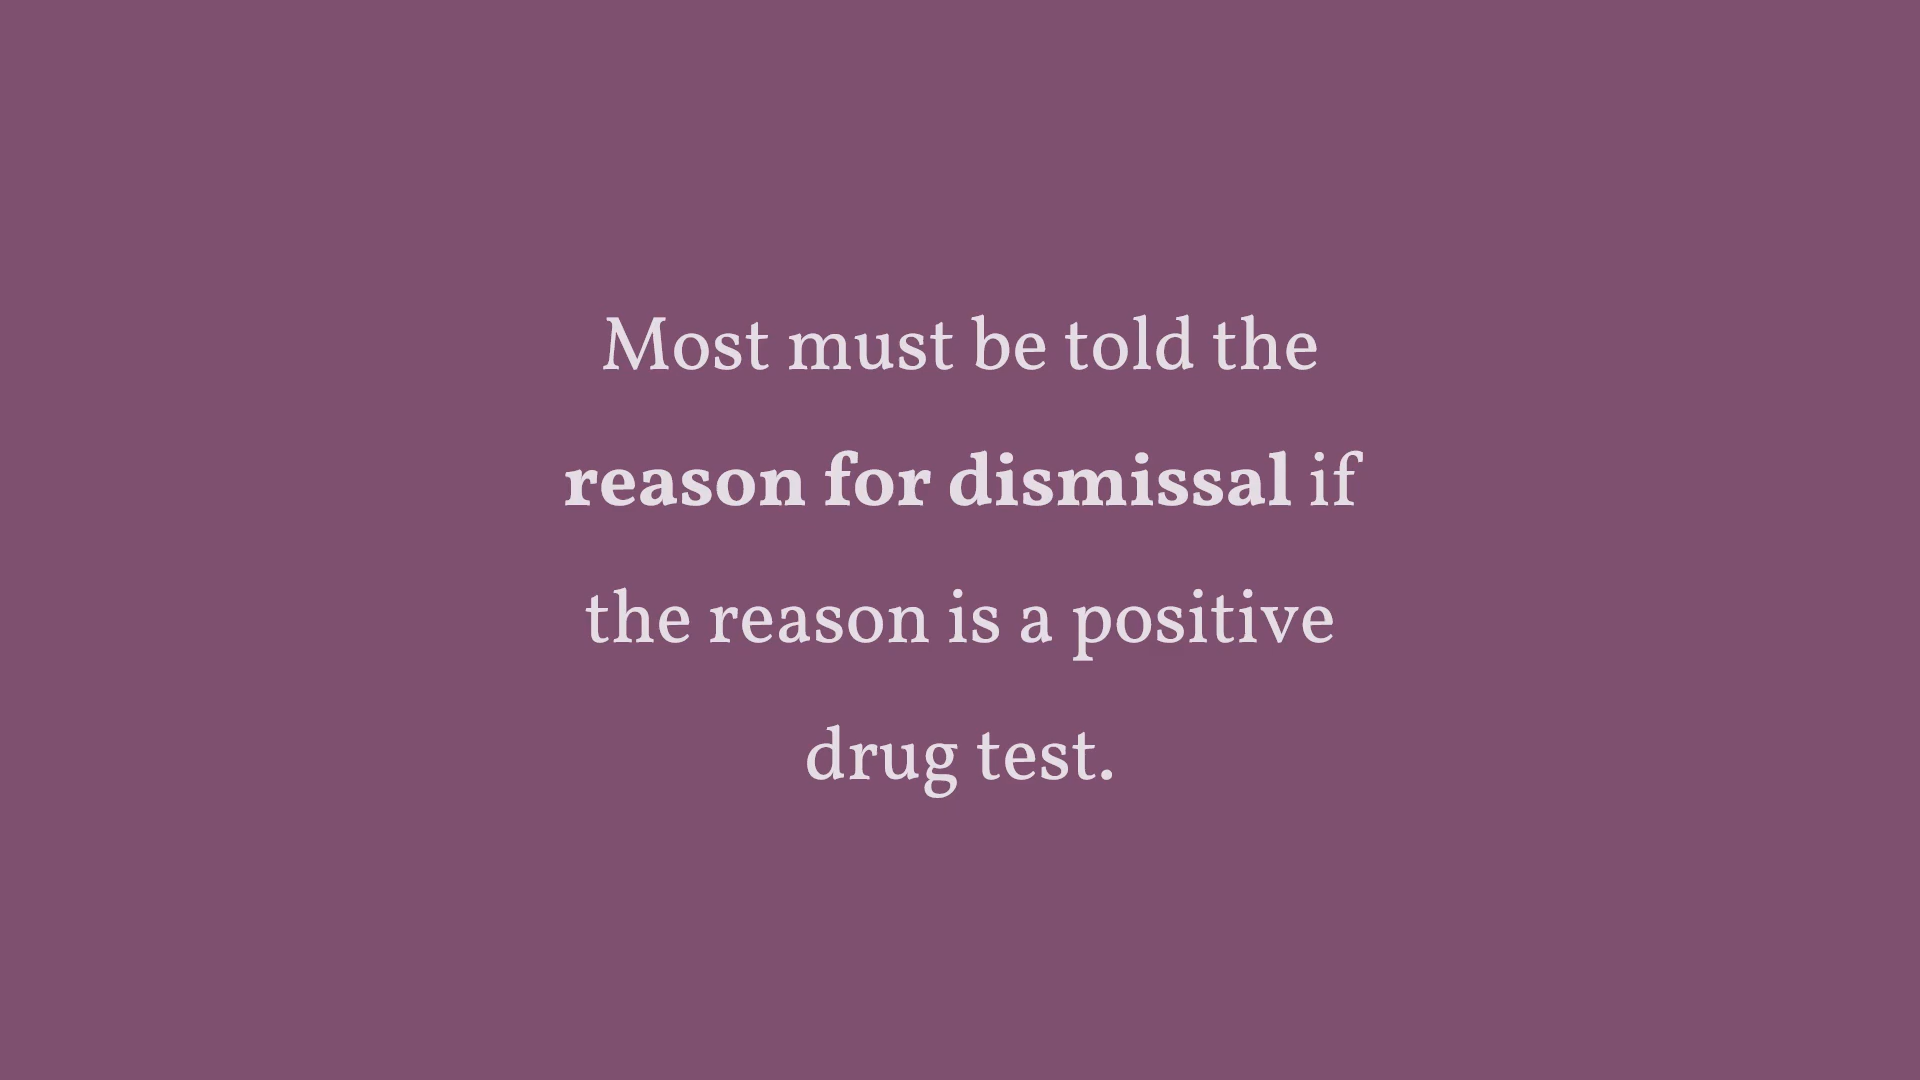 Most must be told the
reason for dismissal if
the reason is a positive
drug test.